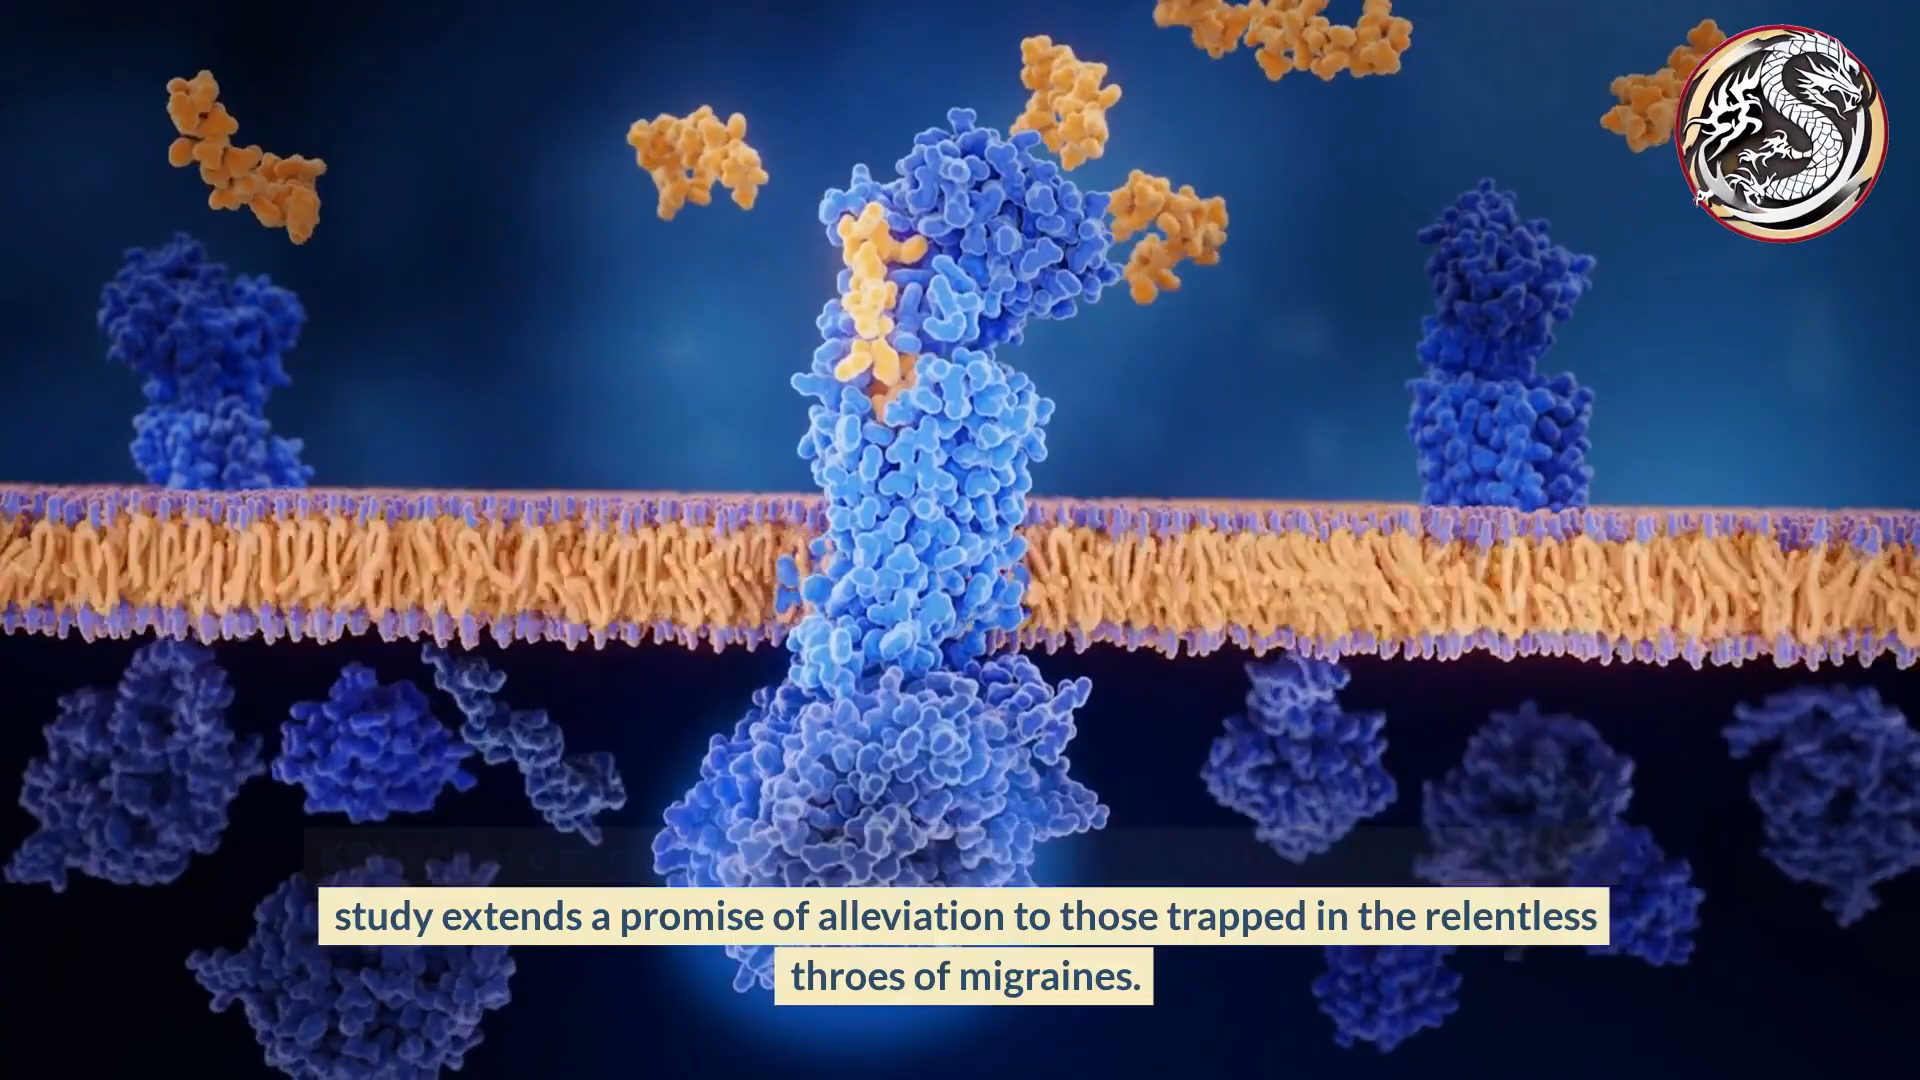 study extends a promise of alleviation to those trapped in the relentless
throes of migraines.